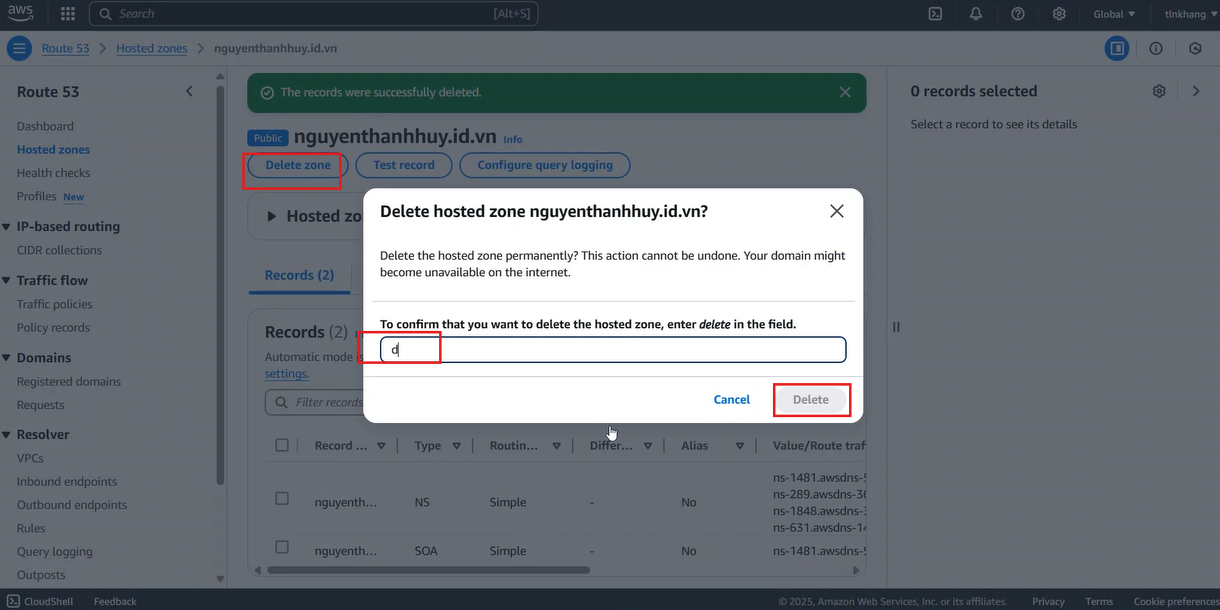 aws
Search
[Alt+S]
Global
tlnkhang
Route 53
Hosted zones
nguyenthanhhuy.id.vn
Route 53
Dashboard
Hosted zones
Health checks
Profiles New
IP-based routing
CIDR collections
Traffic flow
Traffic policies
Policy records
Domains
Registered domains
Requests
Resolver
VPCs
Inbound endpoints
Outbound endpoints
Rules
Query logging
Outposts
The records were successfully deleted.
Public nguyenthanhhuy.id.vn Info
Delete zone
Test record
Configure query logging
Hosted zo
Records (2)
Records (2)
Automatic mode
settings.
Filter records
Delete hosted zone nguyenthanhhuy.id.vn?
Delete the hosted zone permanently? This action cannot be undone. Your domain might
become unavailable on the internet.
To confirm that you want to delete the hosted zone, enter delete in the field.
d
Cancel
Delete
Record ...
Type
Routin...
Differ...
Alias
Value/Route traf
nguyenth... NS Simple - No
ns-1481.awsdns-5
ns-289.awsdns-36
ns-1848.awsdns-3
ns-631.awsdns-14
nguyenth... SOA Simple - No ns-1481.awsdns-5
0 records selected
Select a record to see its details
CloudShell
Feedback
© 2025, Amazon Web Services, Inc. or its affiliates.
Privacy
Terms
Cookie preferences